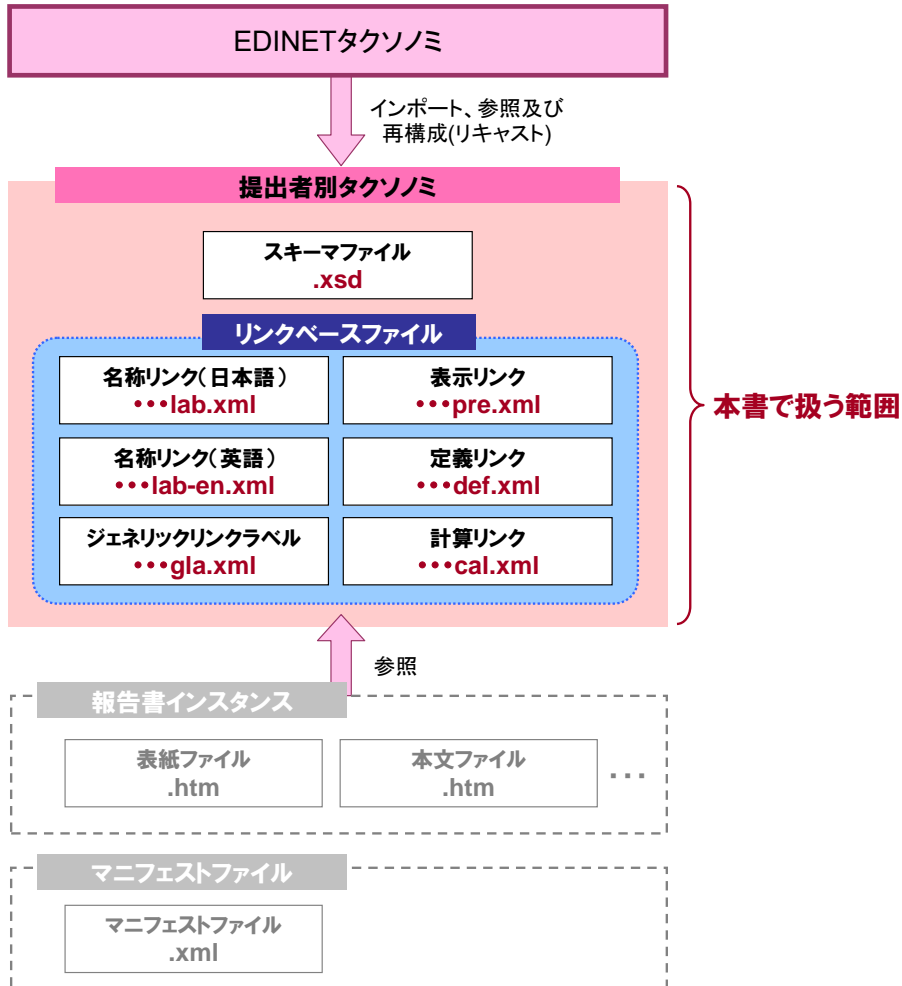 EDINETタクソノミ
インポート、参照及び
再構成(リキャスト)
提出者別タクソノミ
スキーマファイル
.xsd
リンクベースファイル
名称リンク(日本語)
•••lab.xml
表示リンク
•••pre.xml
名称リンク(英語)
•••lab-en.xml
定義リンク
•••def.xml
ジェネリックリンクラベル
•••gla.xml
計算リンク
•••cal.xml
本書で扱う範囲
参照
報告書インスタンス
表紙ファイル
.htm
本文ファイル
.htm
...
マニフェストファイル
マニフェストファイル
.xml